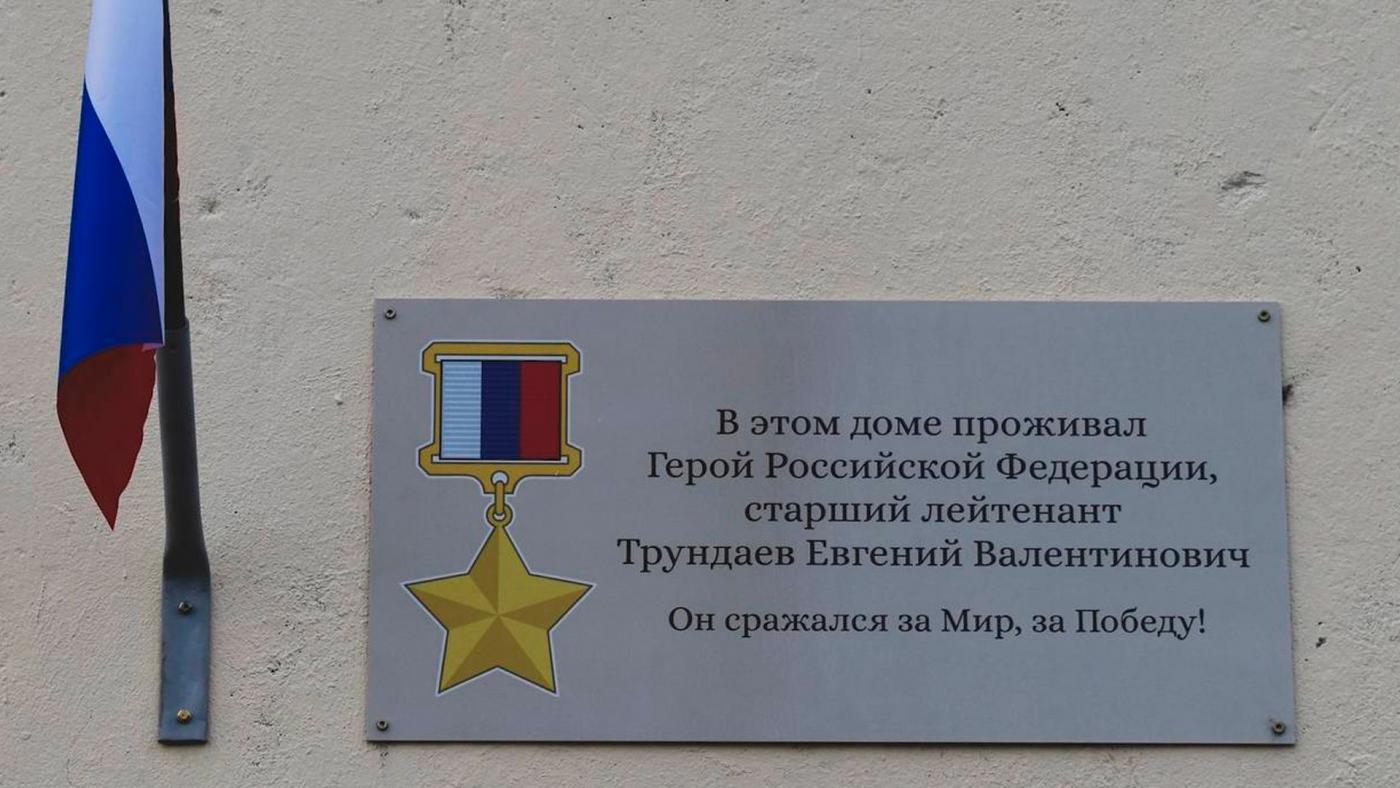 В этом доме проживал
Герой Российской Федерации,
старший лейтенант
Трундаев Евгений Валентинович
Он сражался за Мир, за Победу!